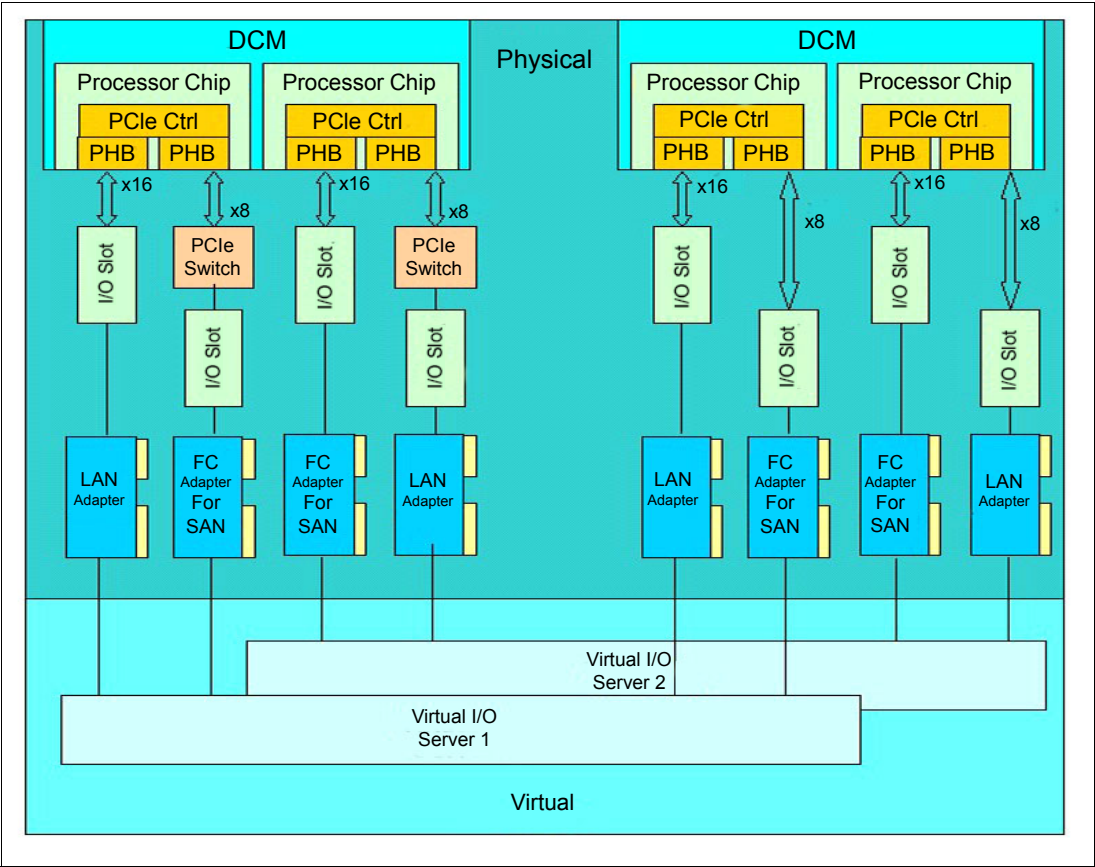 DCM
Physical
DCM
Processor Chip
Processor Chip
Processor Chip
Processor Chip
PCIe Ctrl
PCIe Ctrl
PCIe Ctrl
PCIe Ctrl
PHB
PHB
PHB
PHB
PHB
PHB
PHB
PHB
x16
x8
x16
x8
x16
x8
x16
x8
PCIe
Switch
PCIe
Switch
I/O Slot
I/O Slot
I/O Slot
I/O Slot
I/O Slot
I/O Slot
I/O Slot
I/O Slot
LAN
Adapter
FC
Adapter
For
SAN
FC
Adapter
For
SAN
LAN
Adapter
LAN
Adapter
FC
Adapter
For
SAN
FC
Adapter
For
SAN
LAN
Adapter
Virtual I/O
Server 2
Virtual I/O
Server 1
Virtual